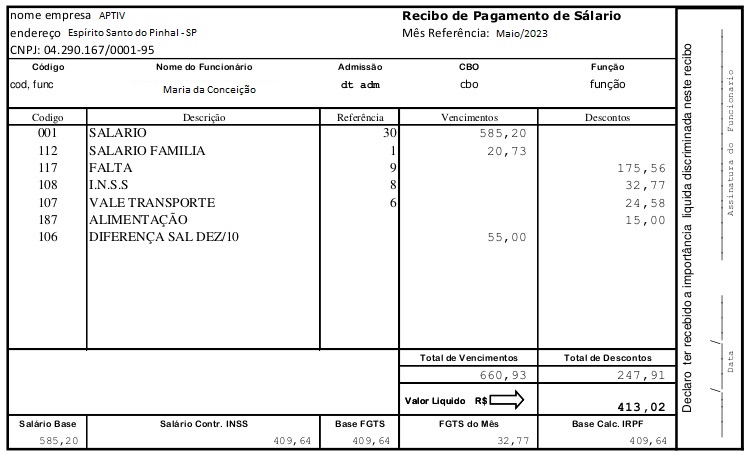 nome empresa APTIV
Recibo de Pagamento de Sálario
endereço Espírito Santo do Pinhal - SP
Mês Referência: Maio/2023
CNPJ: 04.290.167/0001-95
Código Nome do Funcionário Admissão CBO Função
cod, func Maria da Conceição dt adm cbo função
Codigo Descrição Referência Vencimentos Descontos
001 SALARIO 30 585,20
112 SALARIO FAMILIA 1 20,73
117 FALTA 9 175,56
108 I.N.S.S 8 32,77
107 VALE TRANSPORTE 6 24,58
187 ALIMENTAÇÃO 15,00
106 DIFERENÇA SAL DEZ/10 55,00
Total de Vencimentos Total de Descontos
660,93 247,91
Valor Liquido R$ 413,02
Salário Base Salário Contr. INSS Base FGTS FGTS do Mês Base Calc. IRPF
585,20 409,64 409,64 32,77 409,64
Declaro ter recebido a importância liquida discriminada neste recibo
___/___/___ Data
Assinatura do Funcionario